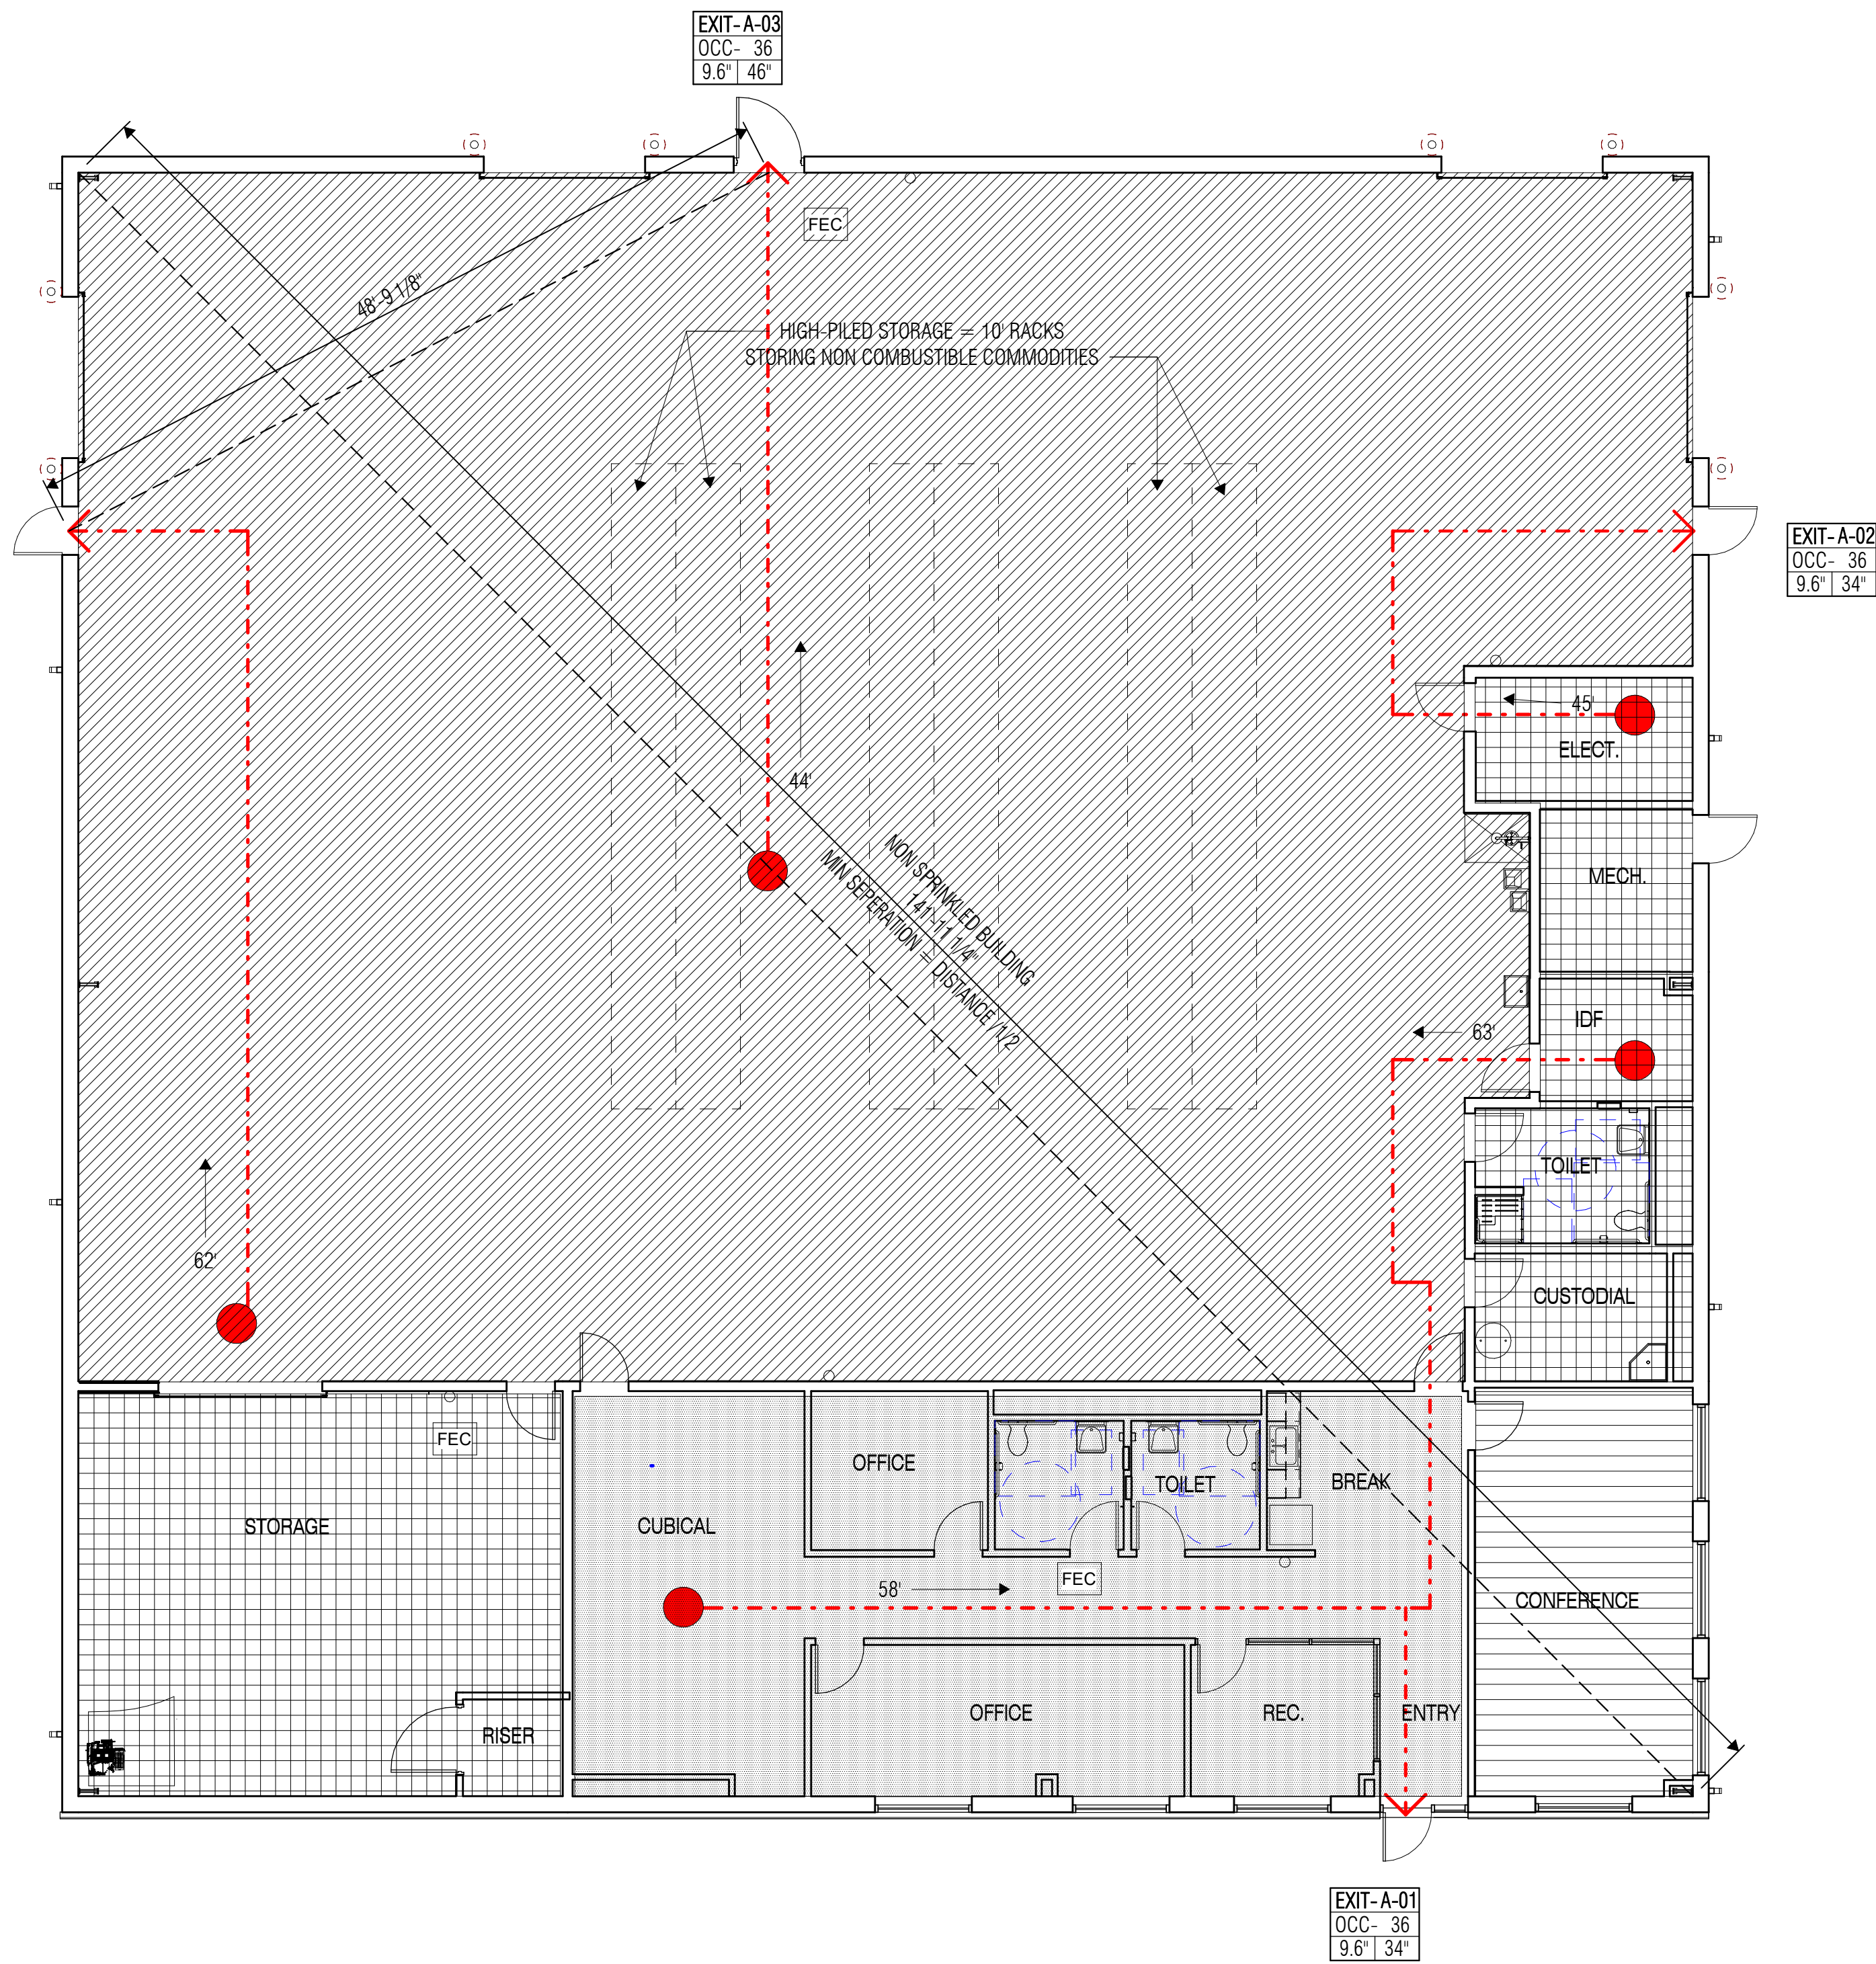 EXIT-A-03
OCC- 36
9.6" 46"
48'-9 1/8"
FEC
HIGH-PILED STORAGE = 10' RACKS
STORING NON COMBUSTIBLE COMMODITIES
EXIT-A-02
OCC- 36
9.6" 34"
45'
ELECT.
44'
NON SPRINKLED BUILDING
141'-11 1/4"
MIN SEPERATION = DISTANCE /1/2
MECH.
IDF
63'
TOILET
62'
CUSTODIAL
FEC
OFFICE
TOILET
BREAK
STORAGE
CUBICAL
FEC
58'
CONFERENCE
RISER
OFFICE
REC.
ENTRY
EXIT-A-01
OCC- 36
9.6" 34"